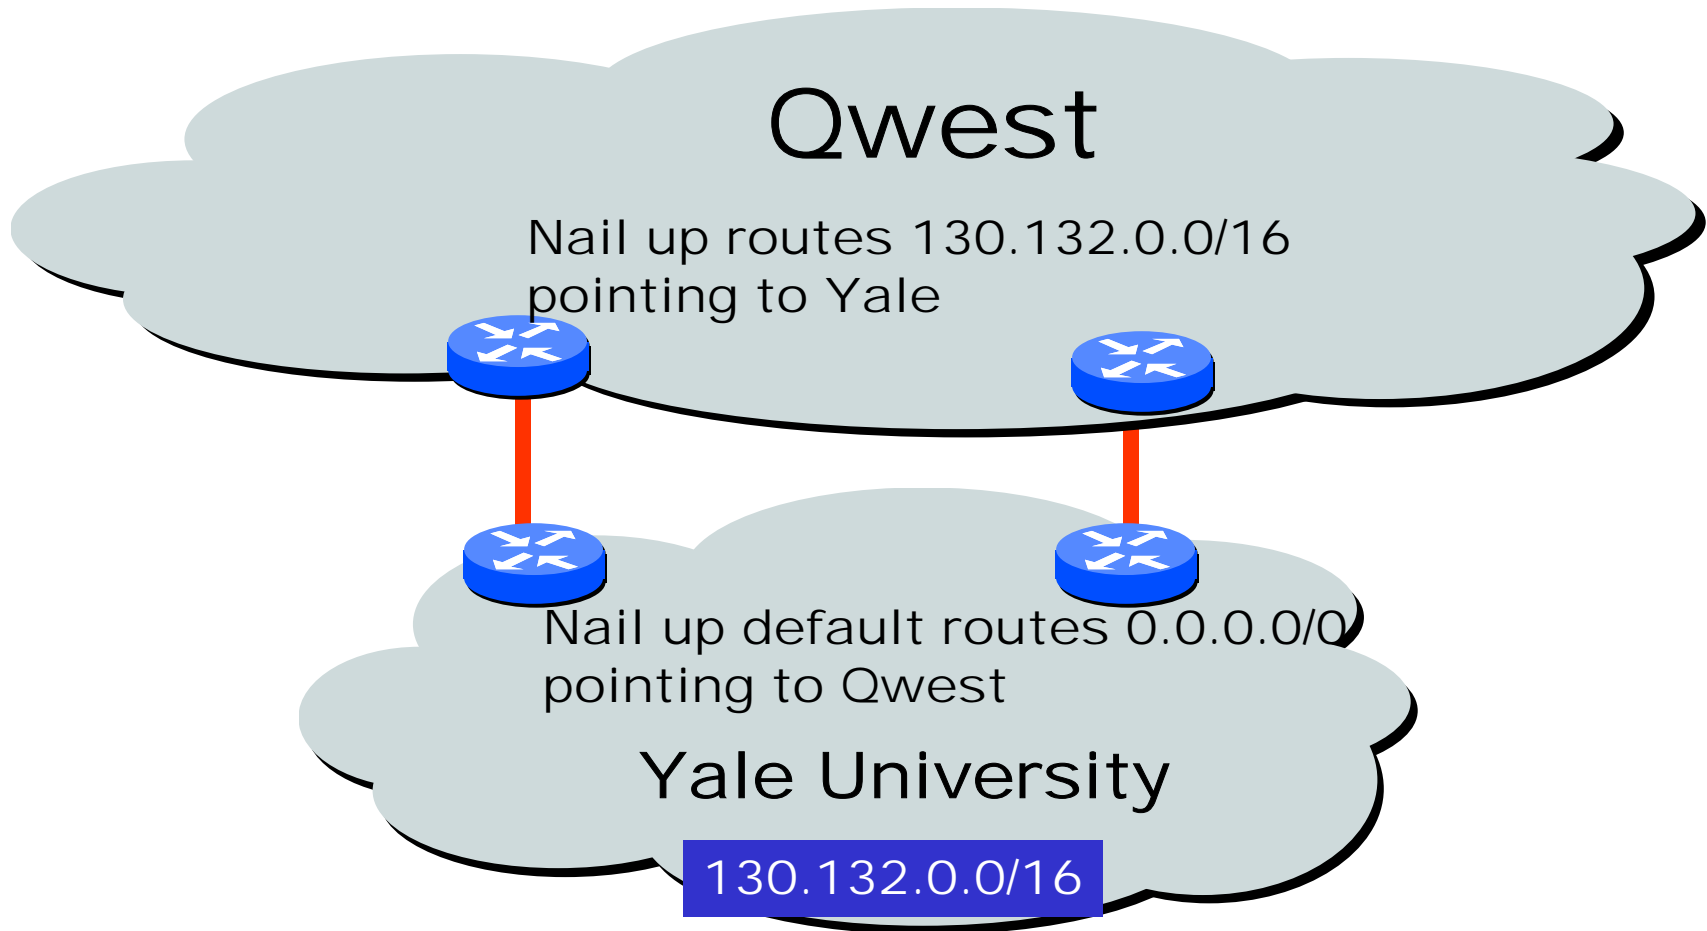 Qwest
Nail up routes 130.132.0.0/16
pointing to Yale
Nail up default routes 0.0.0.0/0
pointing to Qwest
Yale University
130.132.0.0/16